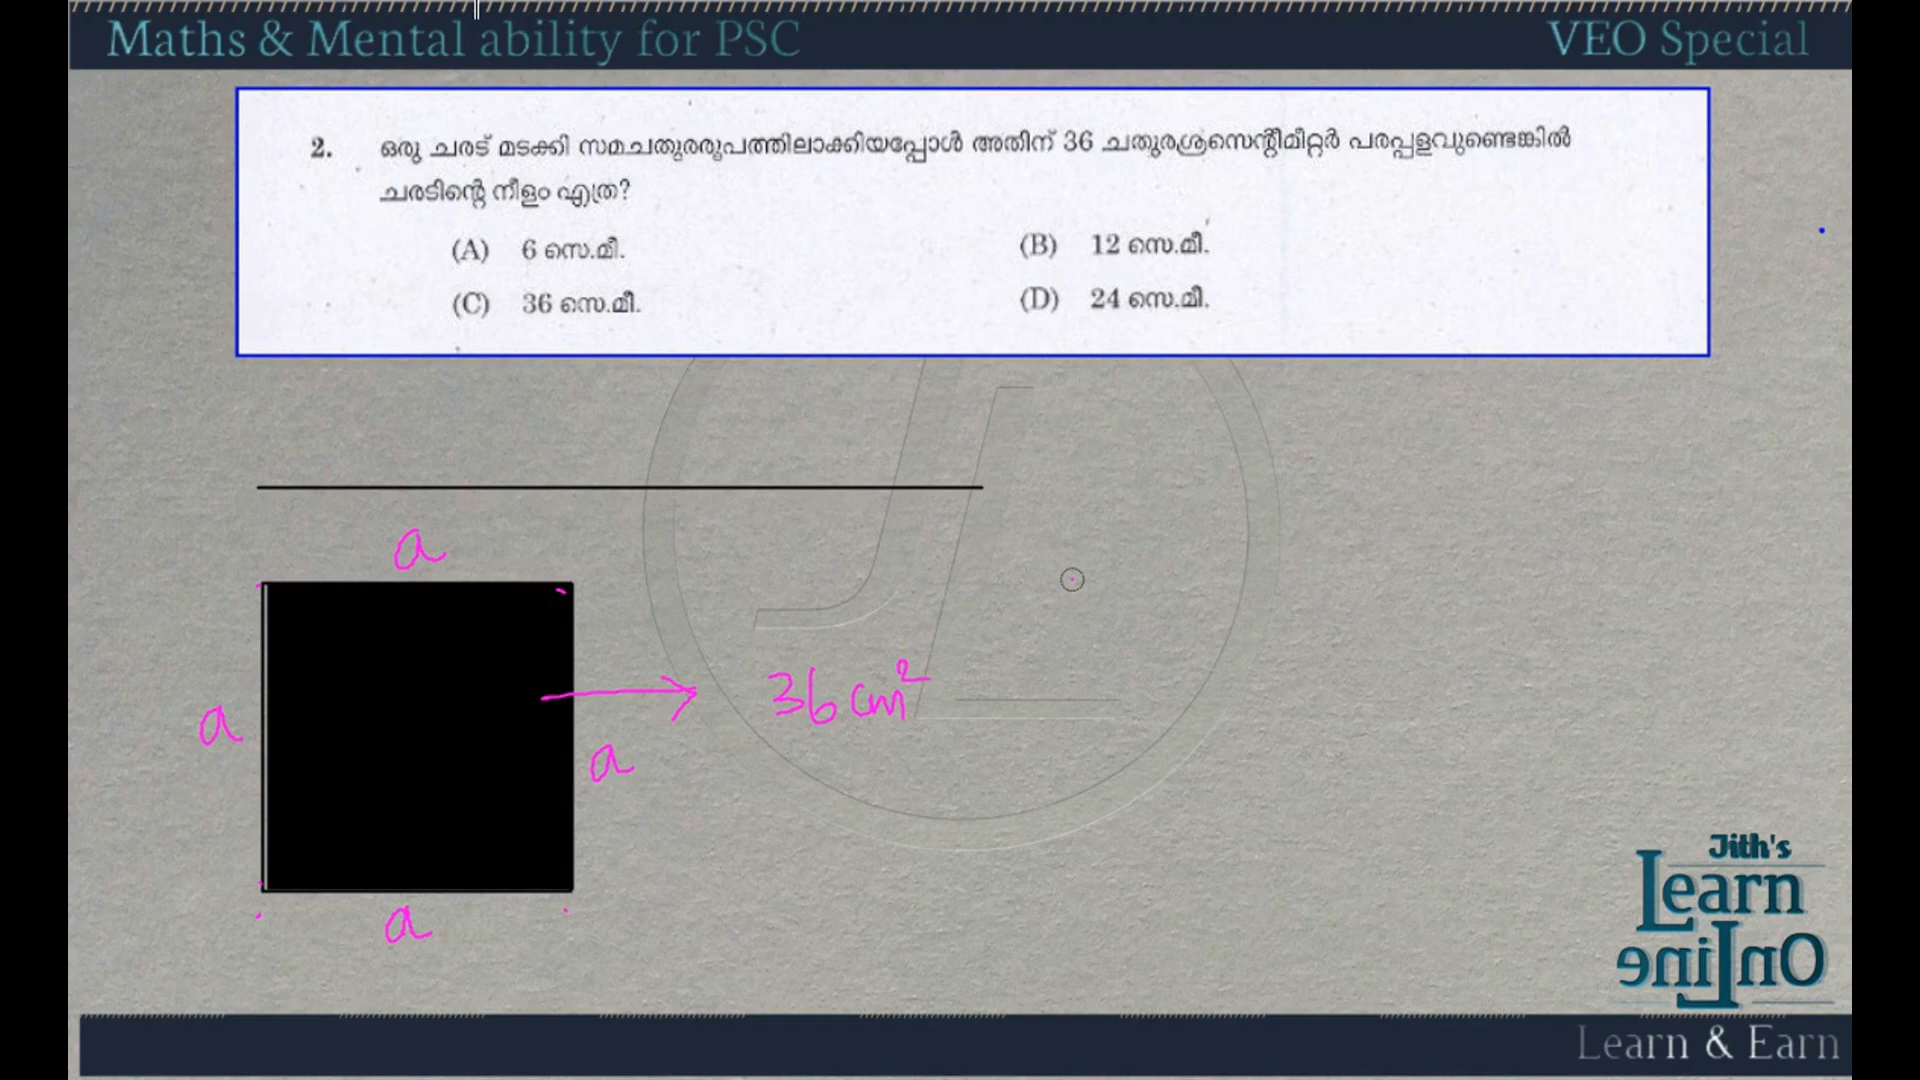 Maths & Mental ability for PSC
VEO Special
2. ഒരു ചരട് മടക്കി സമചതുരരൂപത്തിലാക്കിയപ്പോൾ അതിന് 36 ചതുരശ്രസെന്റീമീറ്റർ പരപ്പളവുണ്ടെങ്കിൽ
ചരടിന്റെ നീളം എത്ര?
(A) 6 സെ.മീ.
(B) 12 സെ.മീ.
(C) 36 സെ.മീ.
(D) 24 സെ.മീ.
a
a
36 cm²
a
a
JL
Jith's
Learn
OnLine
Learn & Earn